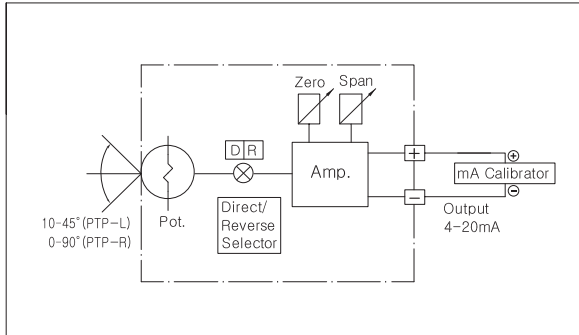 Zero Span
D R
Amp.
+
mA Calibrator
−
Direct/
Reverse
Selector
Pot.
10-45°(PTP-L)
0-90°(PTP-R)
Output
4-20mA